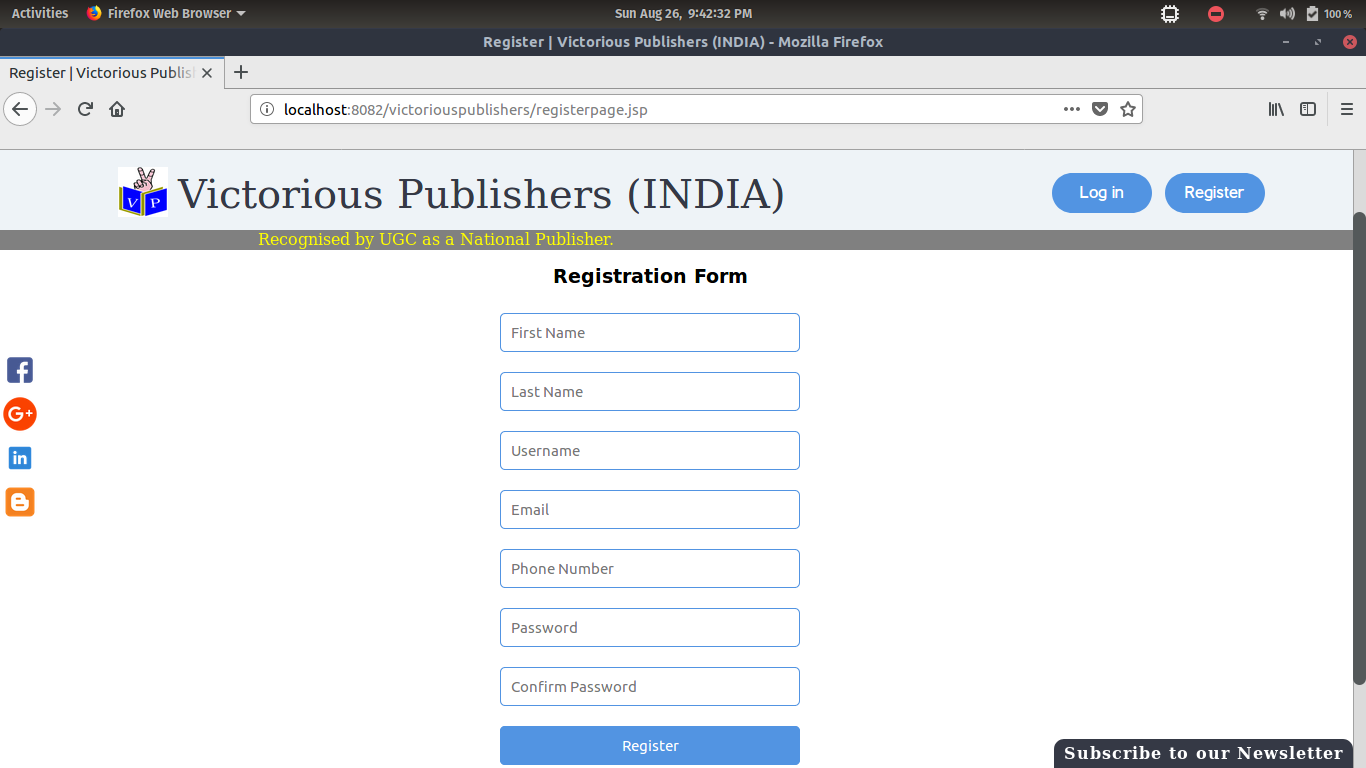 Activities Firefox Web Browser Sun Aug 26, 9:42:32 PM 100 %
Register | Victorious Publishers (INDIA) - Mozilla Firefox
Register | Victorious Publis
localhost:8082/victoriouspublishers/registerpage.jsp
V P Victorious Publishers (INDIA) Log in Register
Recognised by UGC as a National Publisher.
Registration Form
First Name
Last Name
Username
Email
Phone Number
Password
Confirm Password
Register
Subscribe to our Newsletter
f
G+
in
B